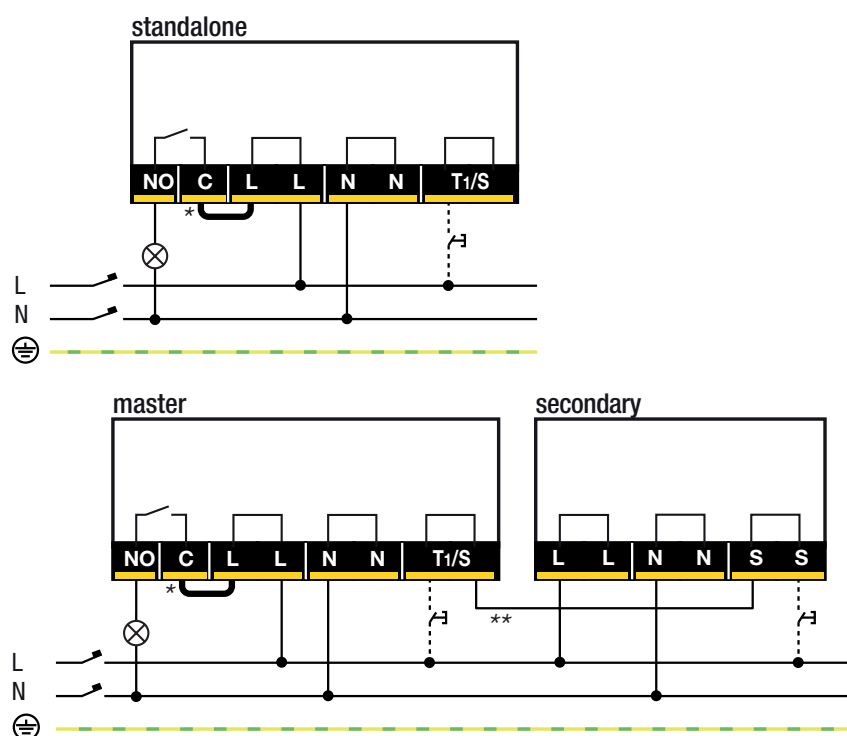 standalone
NO C L L N N T1/S
*
L
N
master secondary
NO C L L N N T1/S L L N N S S
* **
L
N